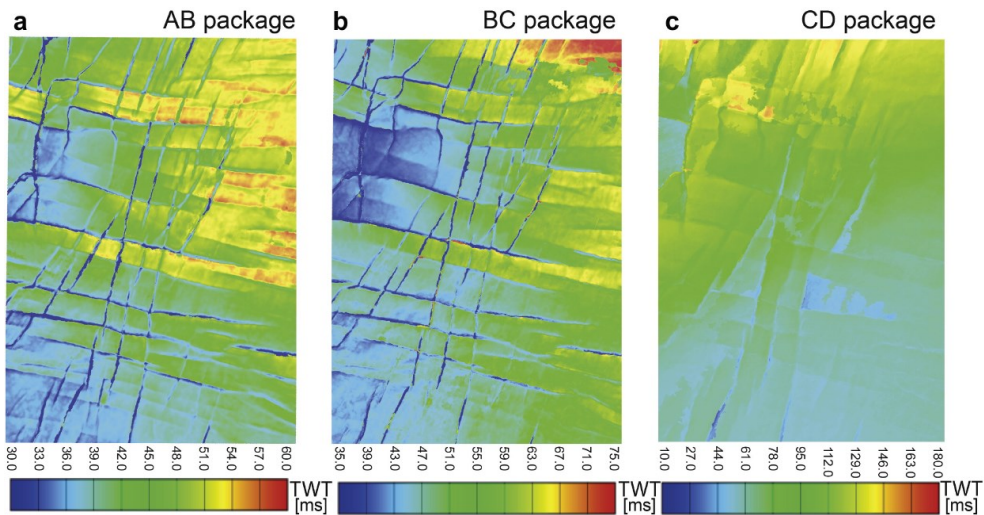 a AB package
b BC package
c CD package
30.0 33.0 36.0 39.0 42.0 45.0 48.0 51.0 54.0 57.0 60.0
TWT
[ms]
35.0 39.0 43.0 47.0 51.0 55.0 59.0 63.0 67.0 71.0 75.0
TWT
[ms]
10.0 27.0 44.0 61.0 78.0 95.0 112.0 129.0 146.0 163.0 180.0
TWT
[ms]